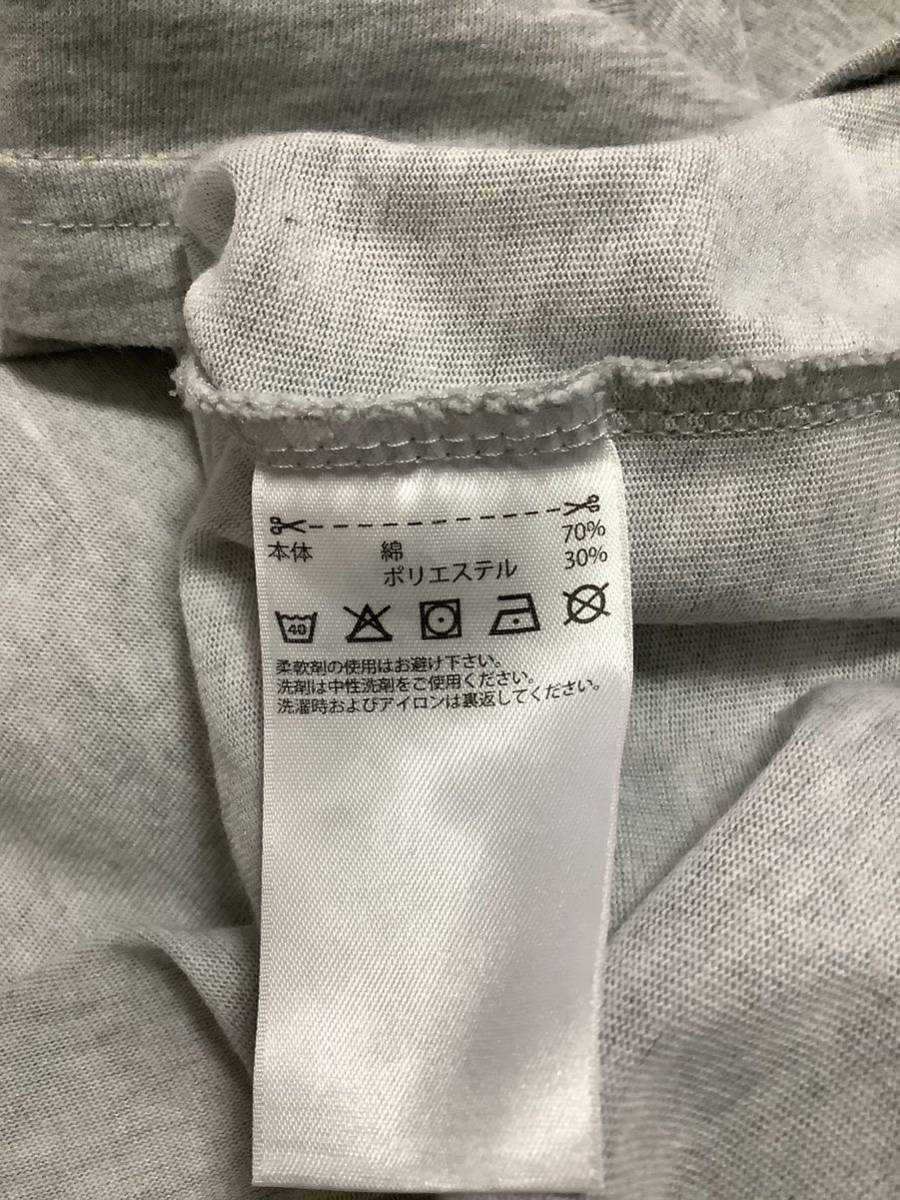 本体 綿 70%
ポリエステル 30%
40
柔軟剤の使用はお避け下さい。
洗剤は中性洗剤をご使用ください。
洗濯時およびアイロンは裏返してください。